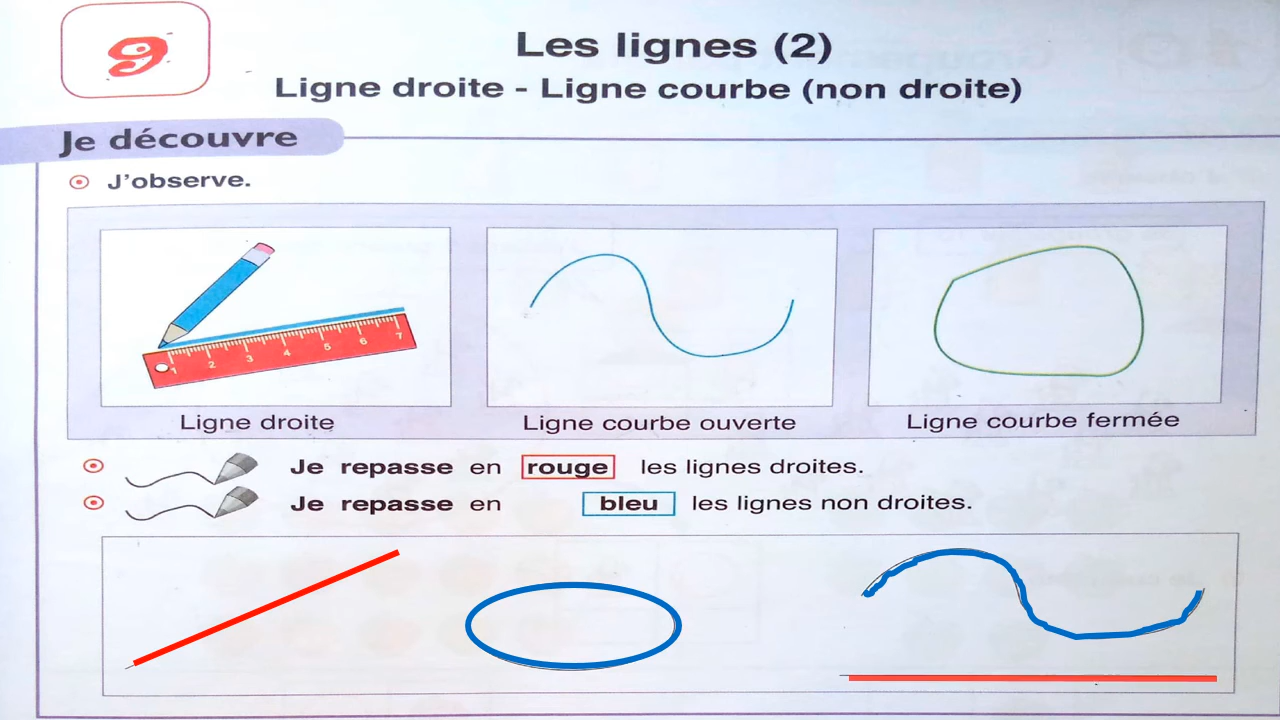 9
Les lignes (2)
Ligne droite - Ligne courbe (non droite)
Je découvre
J'observe.
1 2 3 4 5 6 7
Ligne droite
Ligne courbe ouverte
Ligne courbe fermée
Je repasse en rouge les lignes droites.
Je repasse en bleu les lignes non droites.